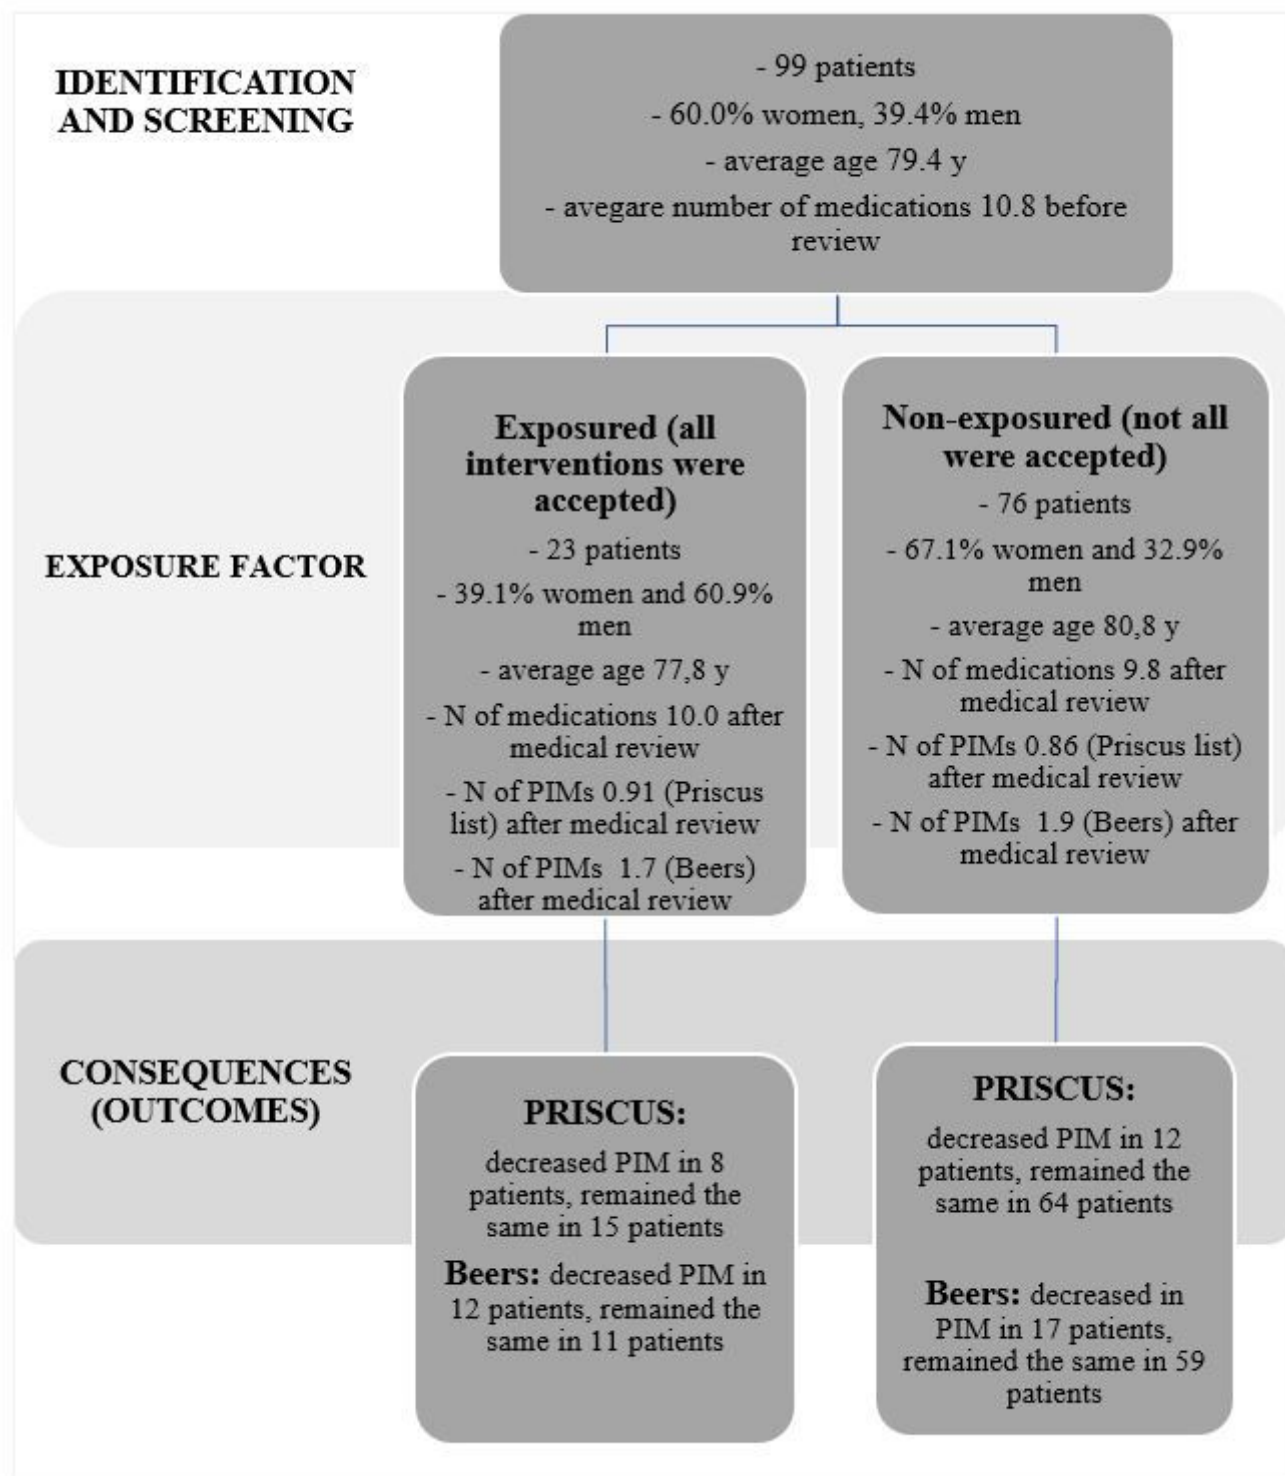 IDENTIFICATION
AND SCREENING
- 99 patients
- 60.0% women, 39.4% men
- average age 79.4 y
- avegare number of medications 10.8 before
review
EXPOSURE FACTOR
Exposured (all
interventions were
accepted)
- 23 patients
- 39.1% women and 60.9%
men
- average age 77,8 y
- N of medications 10.0 after
medical review
- N of PIMs 0.91 (Priscus
list) after medical review
- N of PIMs 1.7 (Beers)
after medical review
Non-exposured (not all
were accepted)
- 76 patients
- 67.1% women and 32.9%
men
- average age 80,8 y
- N of medications 9.8 after
medical review
- N of PIMs 0.86 (Priscus list)
after medical review
- N of PIMs 1.9 (Beers) after
medical review
CONSEQUENCES
(OUTCOMES)
PRISCUS:
decreased PIM in 8
patients, remained the
same in 15 patients
Beers: decreased PIM in
12 patients, remained the
same in 11 patients
PRISCUS:
decreased PIM in 12
patients, remained the
same in 64 patients
Beers: decreased in
PIM in 17 patients,
remained the same in 59
patients